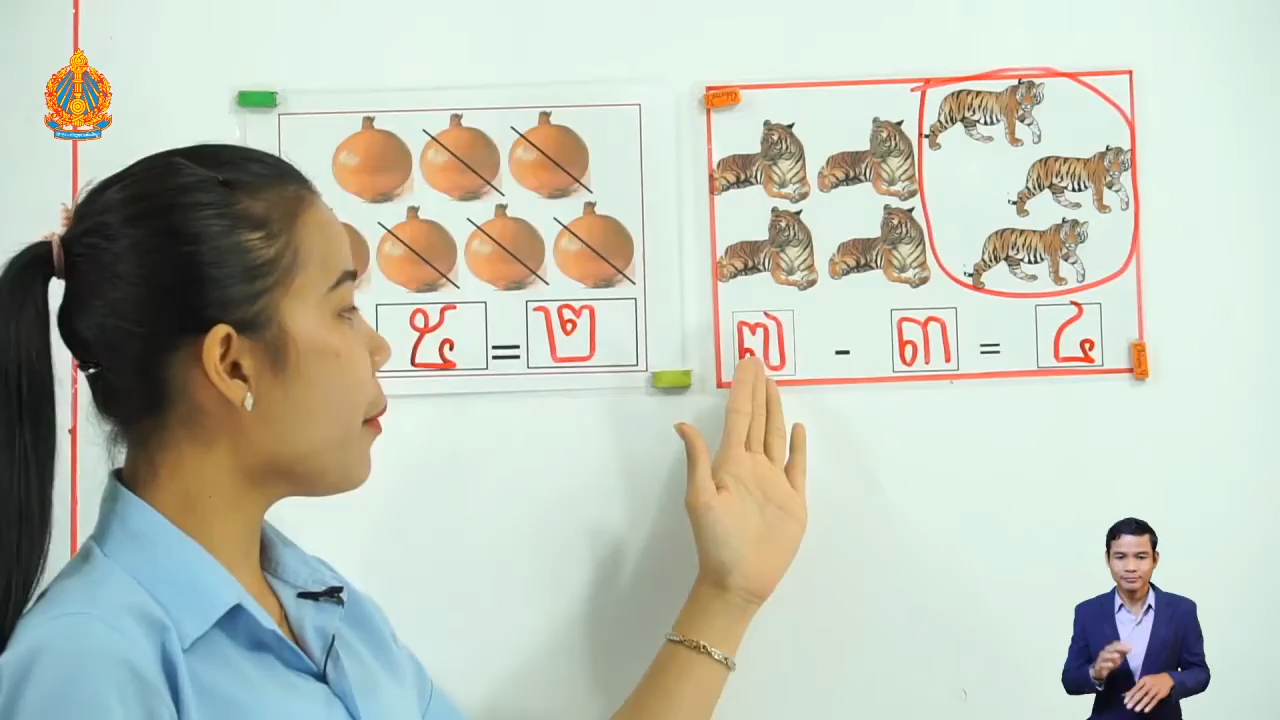 ៥ = ២
៧ - ៣ = ៤